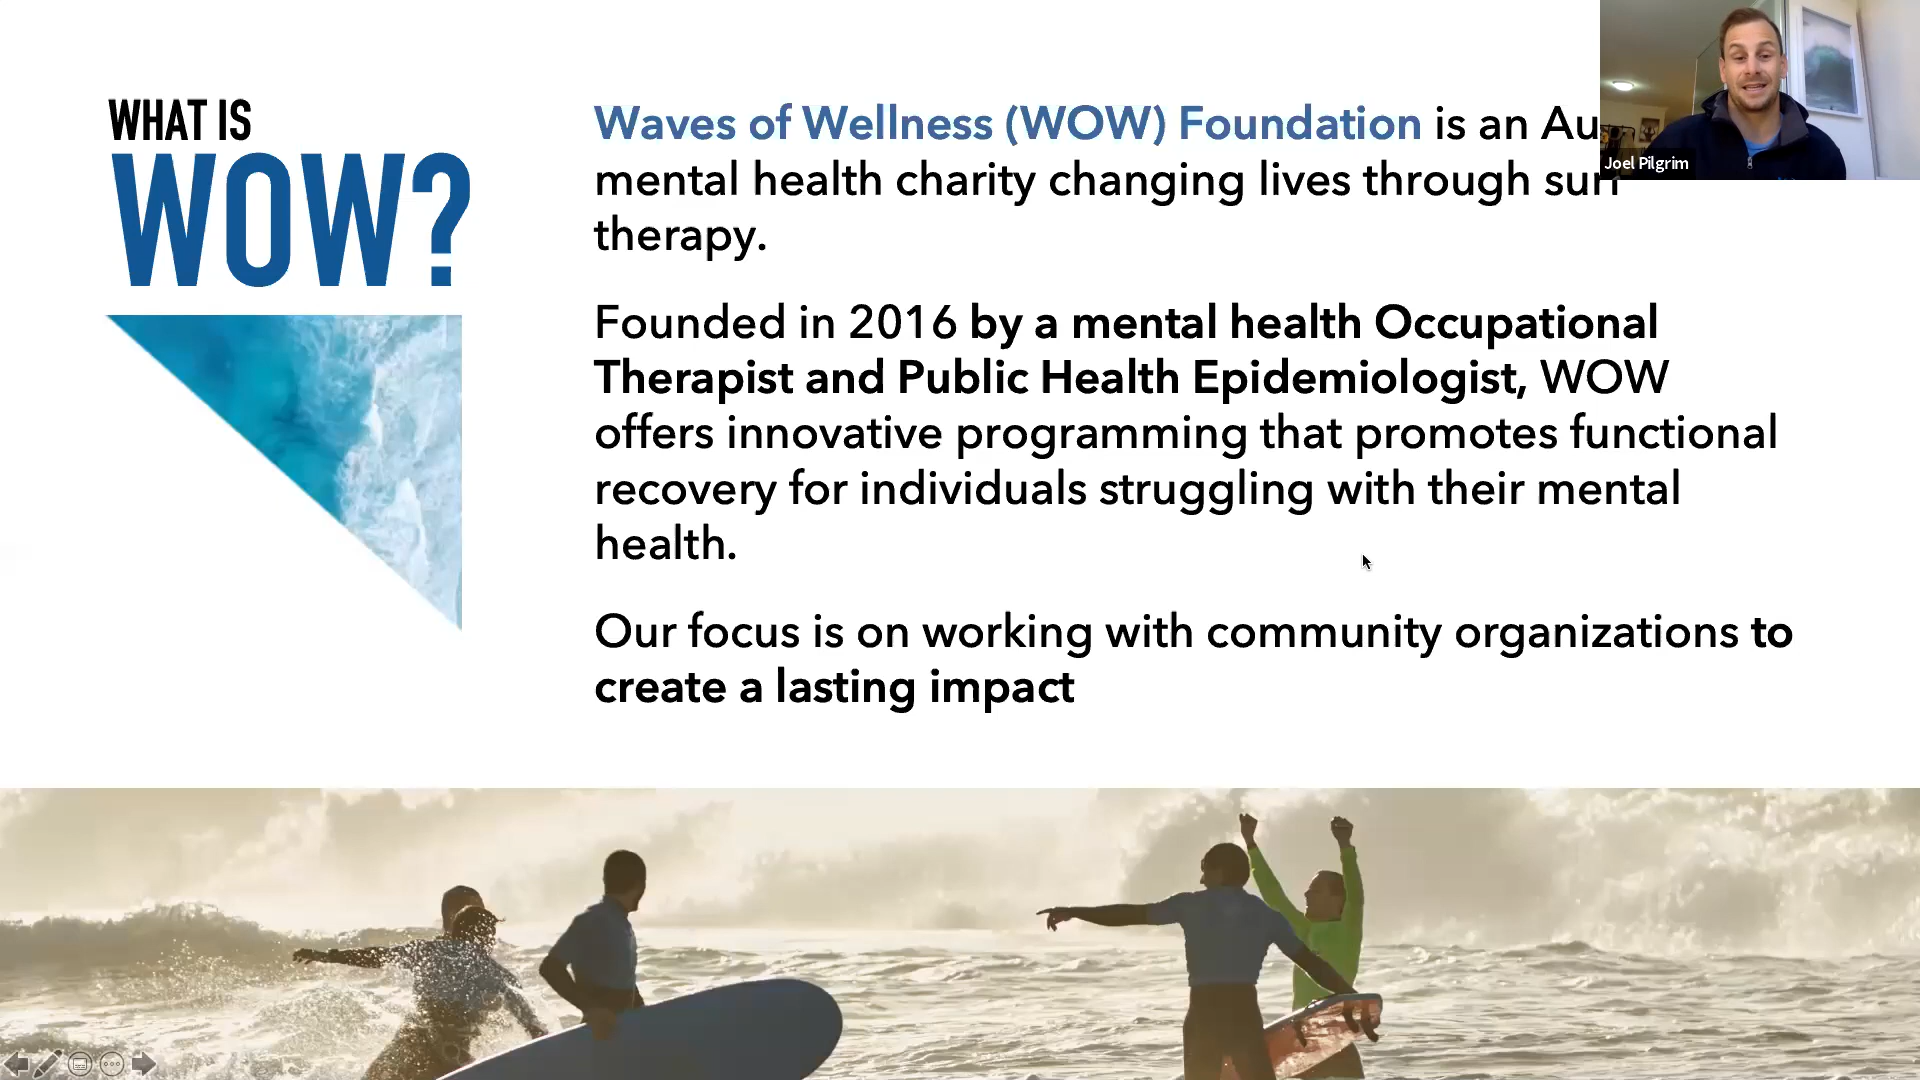 WHAT IS
WOW?
Waves of Wellness (WOW) Foundation is an
mental health charity changing lives through surf
therapy.
Founded in 2016 by a mental health Occupational
Therapist and Public Health Epidemiologist, WOW
offers innovative programming that promotes functional
recovery for individuals struggling with their mental
health.
Our focus is on working with community organizations to
create a lasting impact
Joel Pilgrim